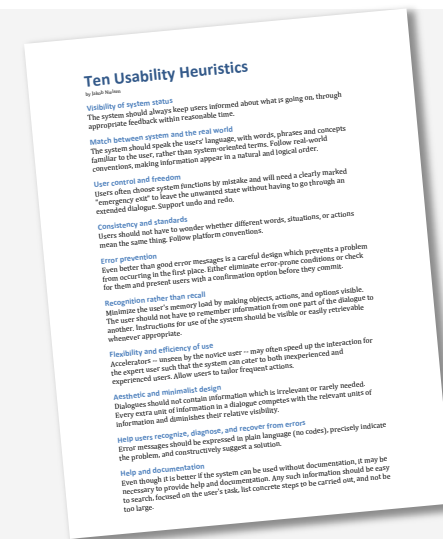 Ten Usability Heuristics
by Jakob Nielsen
Visibility of system status
The system should always keep users informed about what is going on, through
appropriate feedback within reasonable time.
Match between system and the real world
The system should speak the users' language, with words, phrases and concepts
familiar to the user, rather than system-oriented terms. Follow real-world
conventions, making information appear in a natural and logical order.
User control and freedom
Users often choose system functions by mistake and will need a clearly marked
"emergency exit" to leave the unwanted state without having to go through an
extended dialogue. Support undo and redo.
Consistency and standards
Users should not have to wonder whether different words, situations, or actions
mean the same thing. Follow platform conventions.
Error prevention
Even better than good error messages is a careful design which prevents a problem
from occurring in the first place. Either eliminate error-prone conditions or check
for them and present users with a confirmation option before they commit.
Recognition rather than recall
Minimize the user's memory load by making objects, actions, and options visible.
The user should not have to remember information from one part of the dialogue to
another. Instructions for use of the system should be visible or easily retrievable
whenever appropriate.
Flexibility and efficiency of use
Accelerators -- unseen by the novice user -- may often speed up the interaction for
the expert user such that the system can cater to both inexperienced and
experienced users. Allow users to tailor frequent actions.
Aesthetic and minimalist design
Dialogues should not contain information which is irrelevant or rarely needed.
Every extra unit of information in a dialogue competes with the relevant units of
information and diminishes their relative visibility.
Help users recognize, diagnose, and recover from errors
Error messages should be expressed in plain language (no codes), precisely indicate
the problem, and constructively suggest a solution.
Help and documentation
Even though it is better if the system can be used without documentation, it may be
necessary to provide help and documentation. Any such information should be easy
to search, focused on the user's task, list concrete steps to be carried out, and not be
too large.